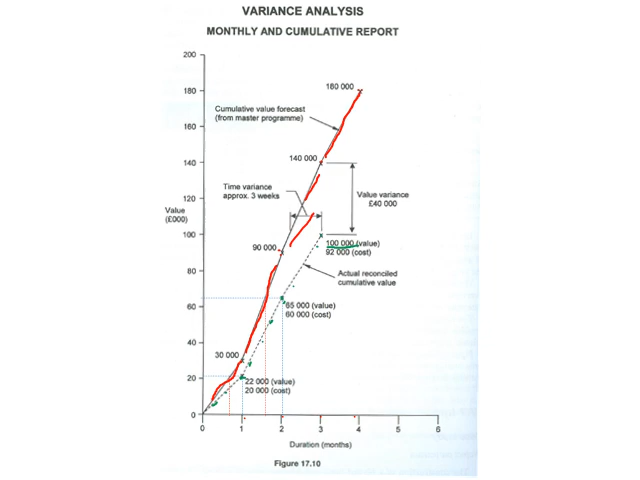 VARIANCE ANALYSIS
MONTHLY AND CUMULATIVE REPORT
200
180
160
140
120
100
80
60
40
20
0
Value
(£000)
180 000
Cumulative value forecast
(from master programme)
140 000
Time variance
approx. 3 weeks
Value variance
£40 000
90 000
100 000 (value)
92 000 (cost)
Actual reconciled
cumulative value
65 000 (value)
60 000 (cost)
30 000
22 000 (value)
20 000 (cost)
0
1
2
3
4
5
6
Duration (months)
Figure 17.10